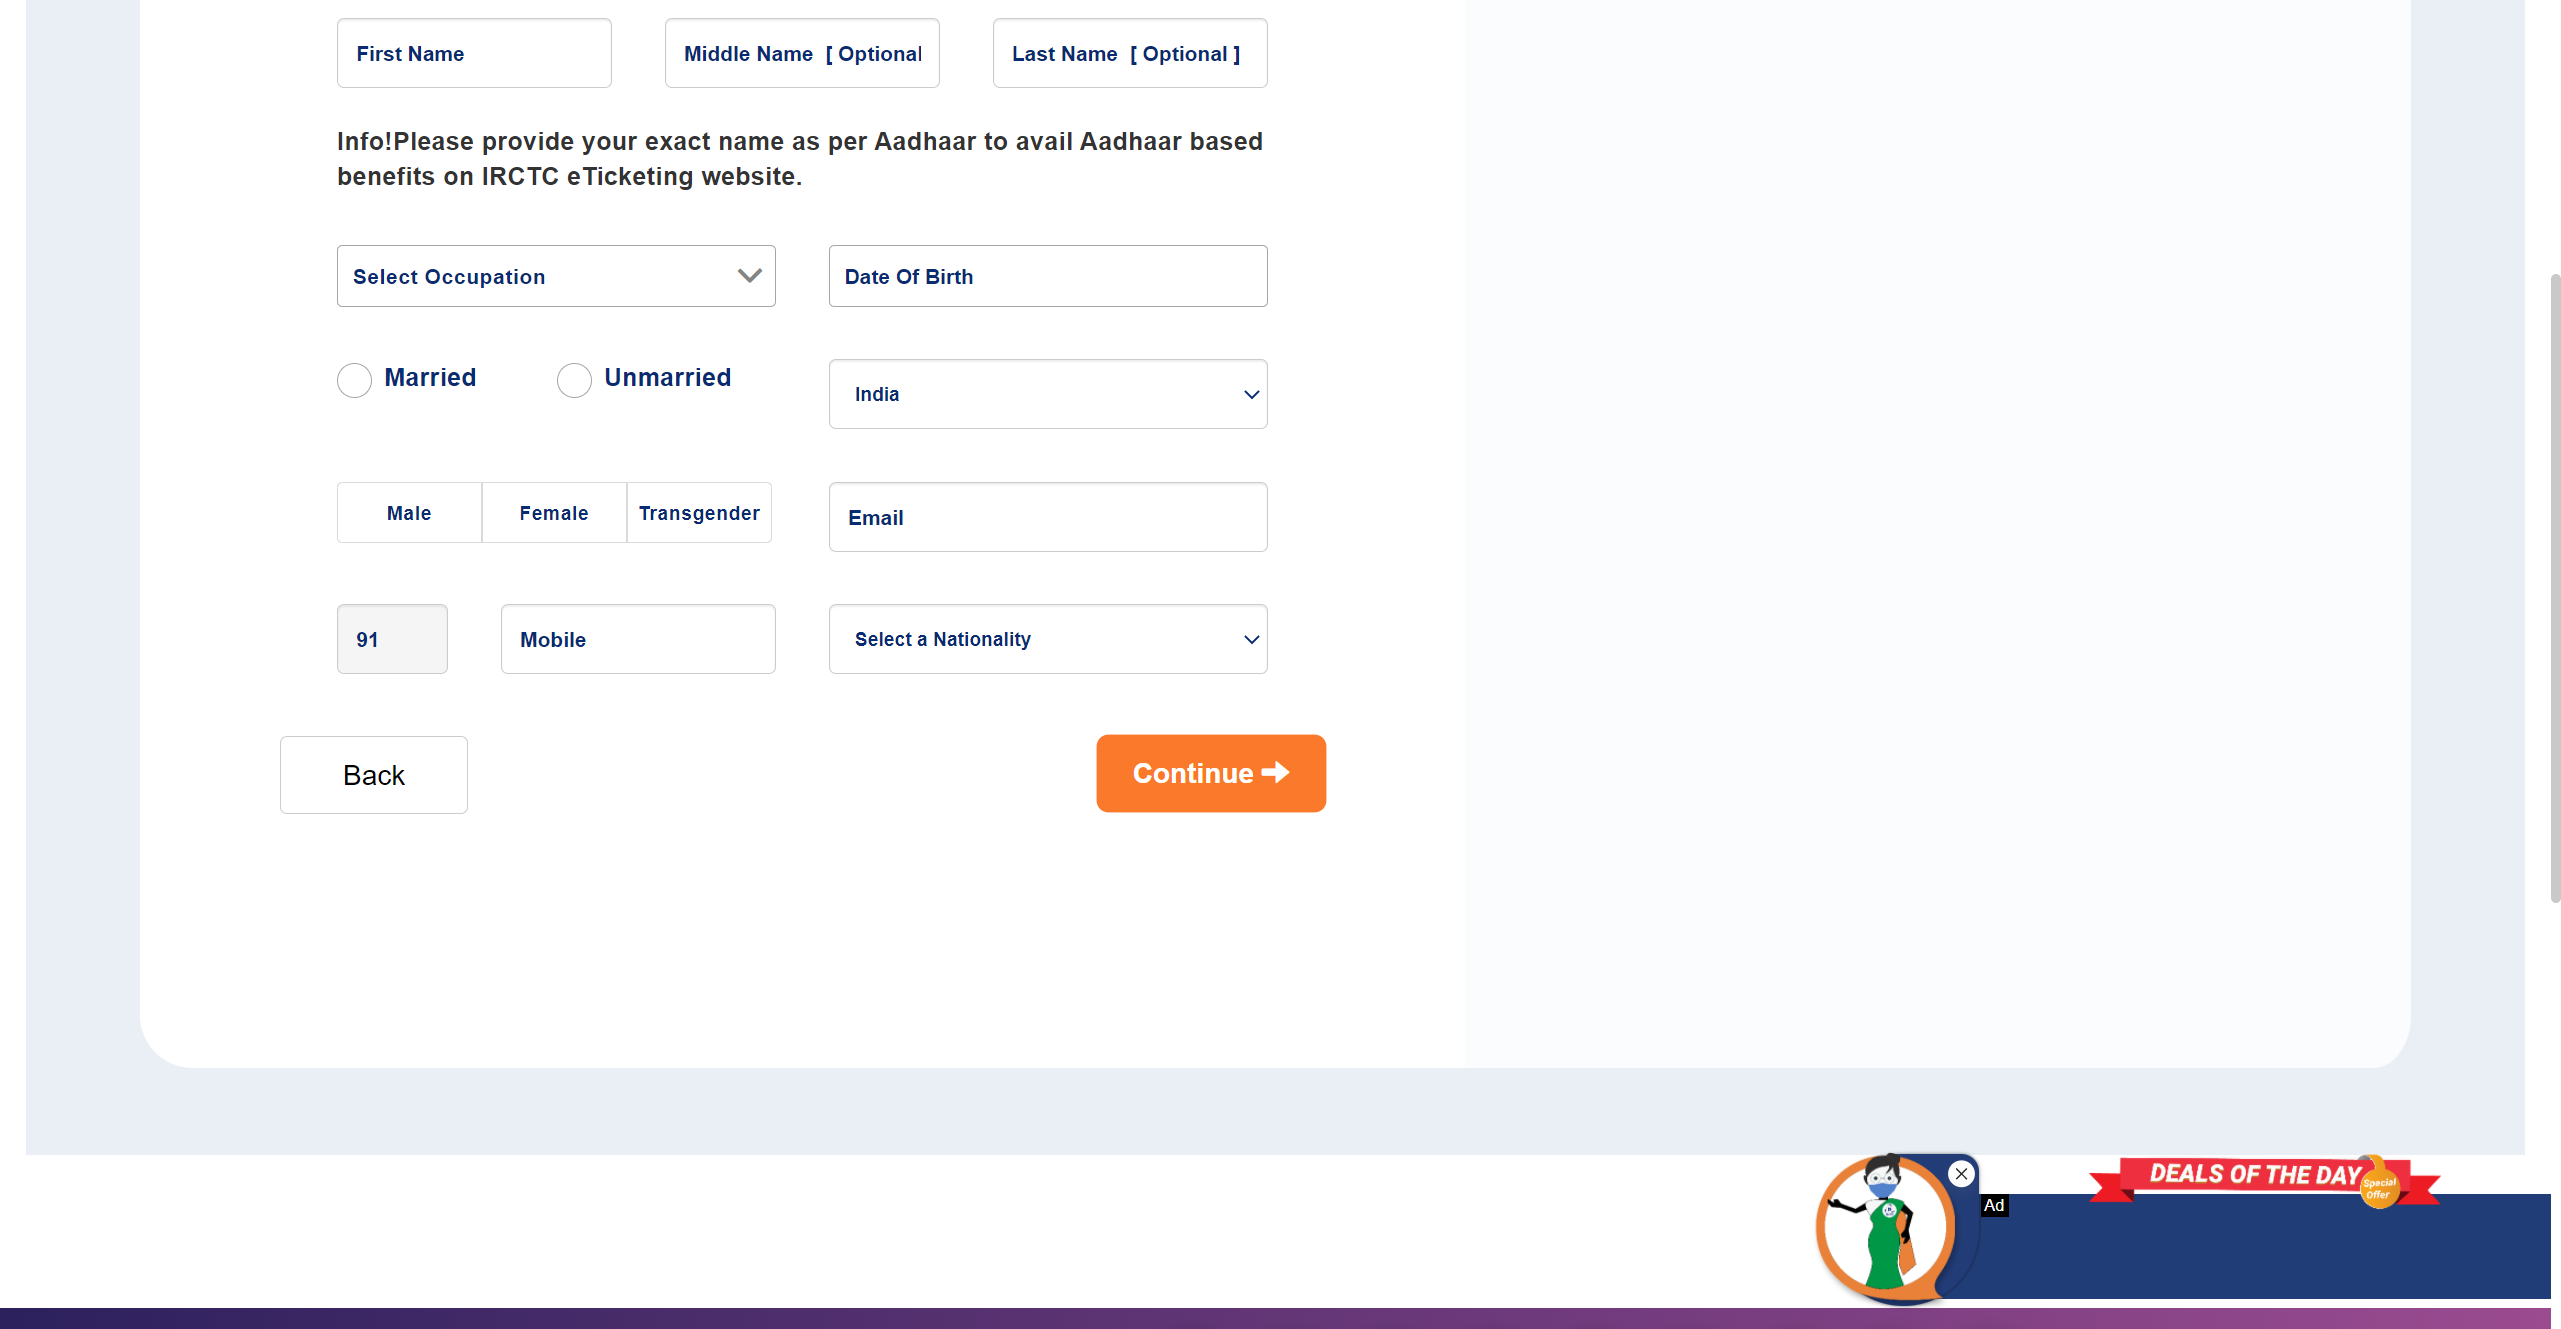 First Name
Middle Name [ Optional
Last Name [ Optional ]
Info!Please provide your exact name as per Aadhaar to avail Aadhaar based
benefits on IRCTC eTicketing website.
Select Occupation
Date Of Birth
Married
Unmarried
India
Male
Female
Transgender
Email
91
Mobile
Select a Nationality
Back
Continue
DEALS OF THE DAY
Special
Offer
Ad